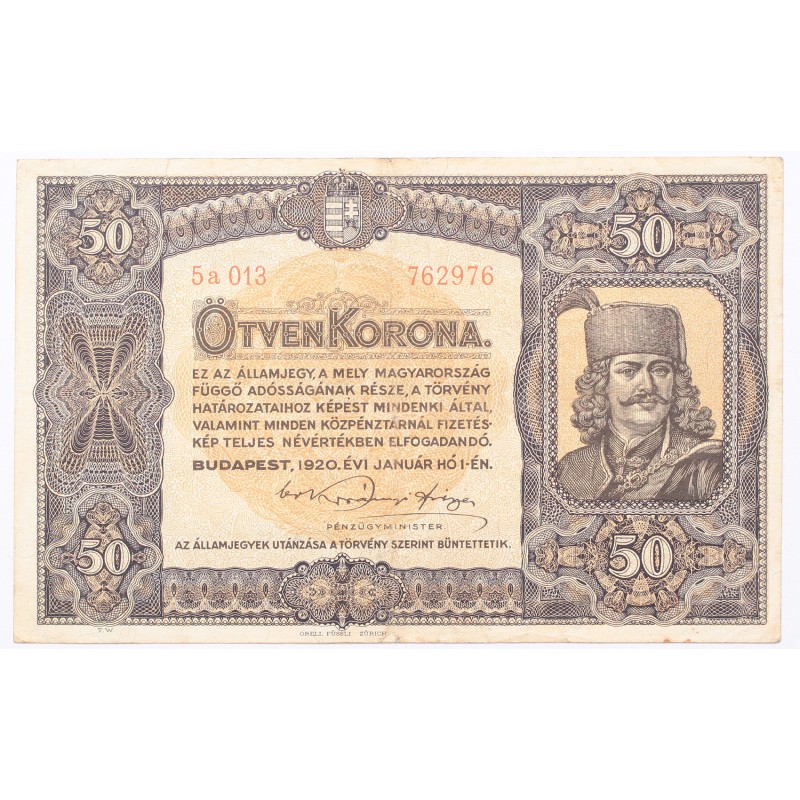 50
50
5a 013 762976
ÖTVEN KORONA.
EZ AZ ÁLLAMJEGY, A MELY MAGYARORSZÁG
FÜGGŐ ADÓSSÁGÁNAK RÉSZE, A TÖRVÉNY
HATÁROZATAIHOZ KÉPEST MINDENKI ÁLTAL,
VALAMINT MINDEN KÖZPÉNZTÁRNÁL FIZETÉS-
KÉP TELJES NÉVÉRTÉKBEN ELFOGADANDÓ.
BUDAPEST, 1920. ÉVI JANUÁR HÓ 1-ÉN.
PÉNZÜGYMINISTER.
AZ ÁLLAMJEGYEK UTÁNZÁSA A TÖRVÉNY SZERINT BÜNTETTETIK.
50
50
F.W
ORELL FÜSSLI ZÜRICH